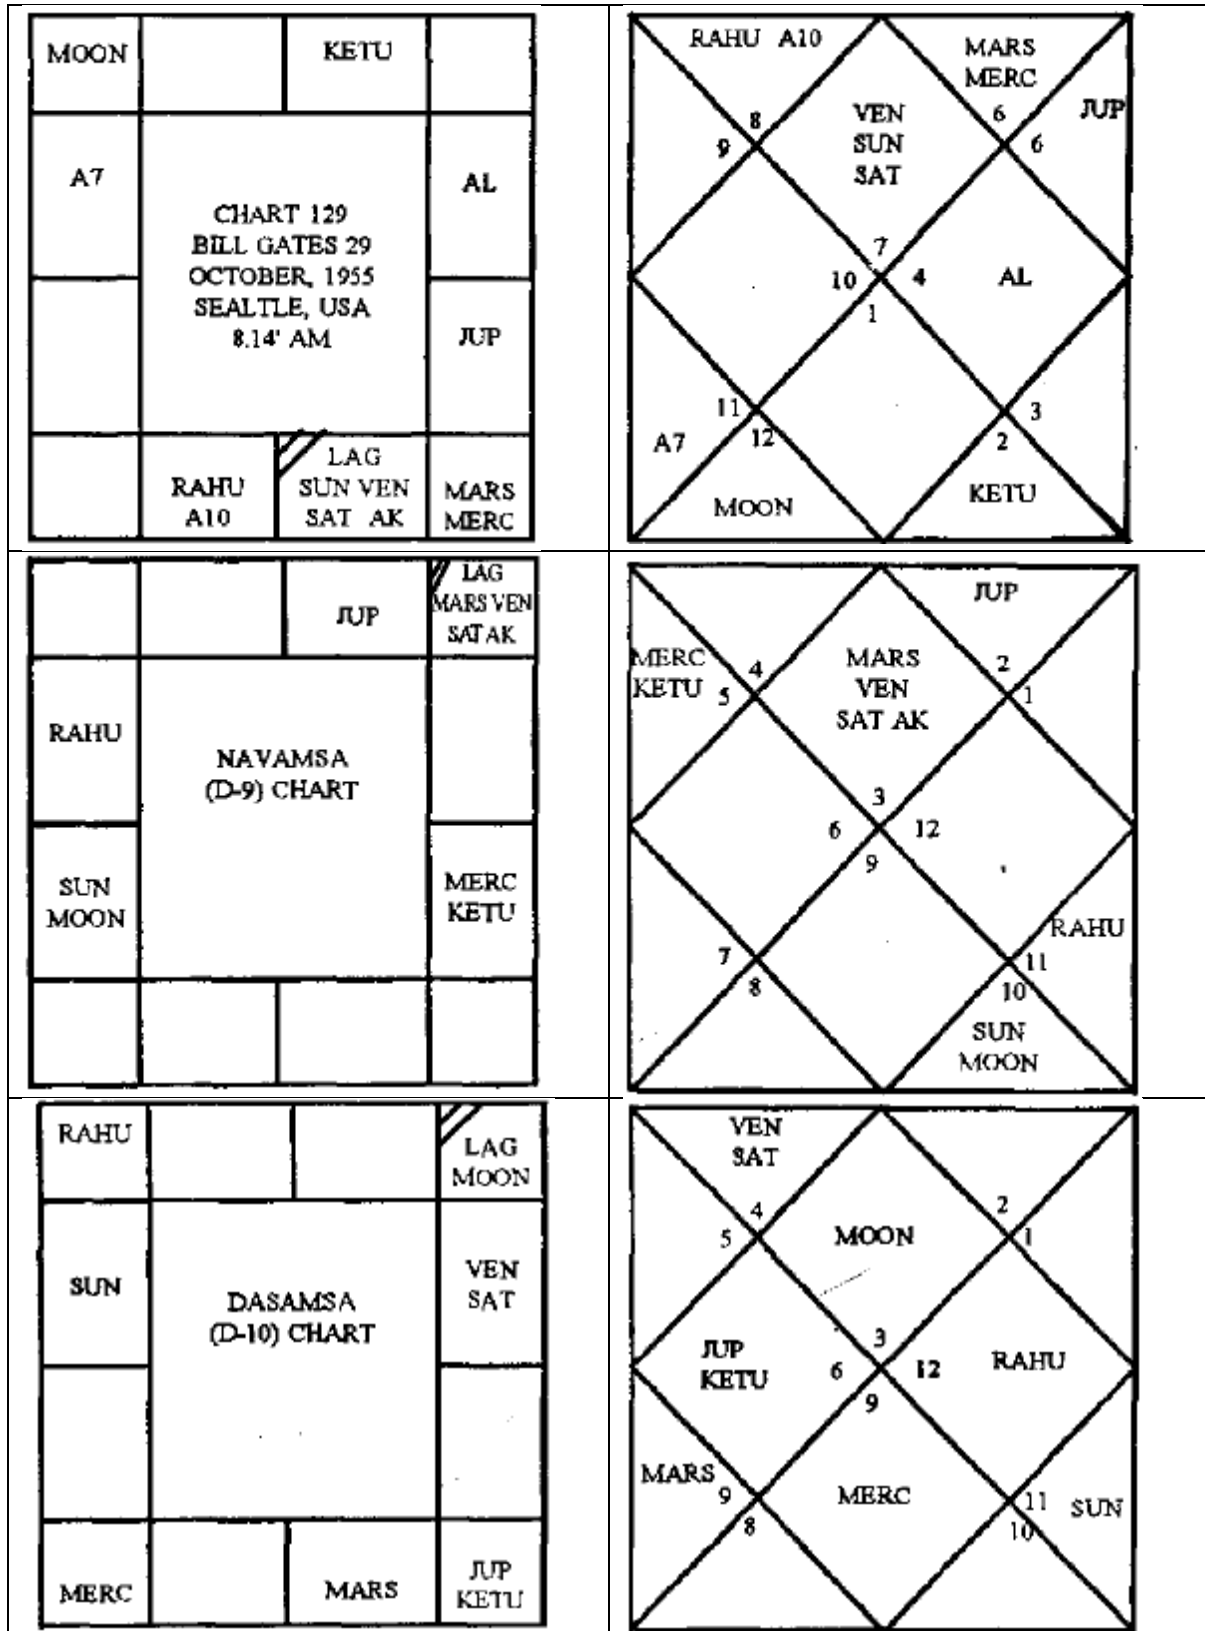 MOON
KETU
A7
AL
CHART 129
BILL GATES 29
OCTOBER, 1955
SEALTLE, USA
8.14' AM
JUP
RAHU
A10
LAG
SUN VEN
SAT AK
MARS
MERC
RAHU A10
MARS
MERC
JUP
VEN
SUN
SAT
8
9
6
6
7
10
4
1
AL
11
12
3
2
A7
MOON
KETU
JUP
LAG
MARS VEN
SAT AK
RAHU
NAVAMSA
(D-9) CHART
SUN
MOON
MERC
KETU
JUP
MERC
KETU
MARS
VEN
SAT AK
4
5
2
1
3
6
12
9
RAHU
7
8
11
10
SUN
MOON
RAHU
LAG
MOON
SUN
VEN
SAT
DASAMSA
(D-10) CHART
MERC
MARS
JUP
KETU
VEN
SAT
4
5
2
1
MOON
3
6
12
9
JUP
KETU
RAHU
MARS
9
8
MERC
11
10
SUN